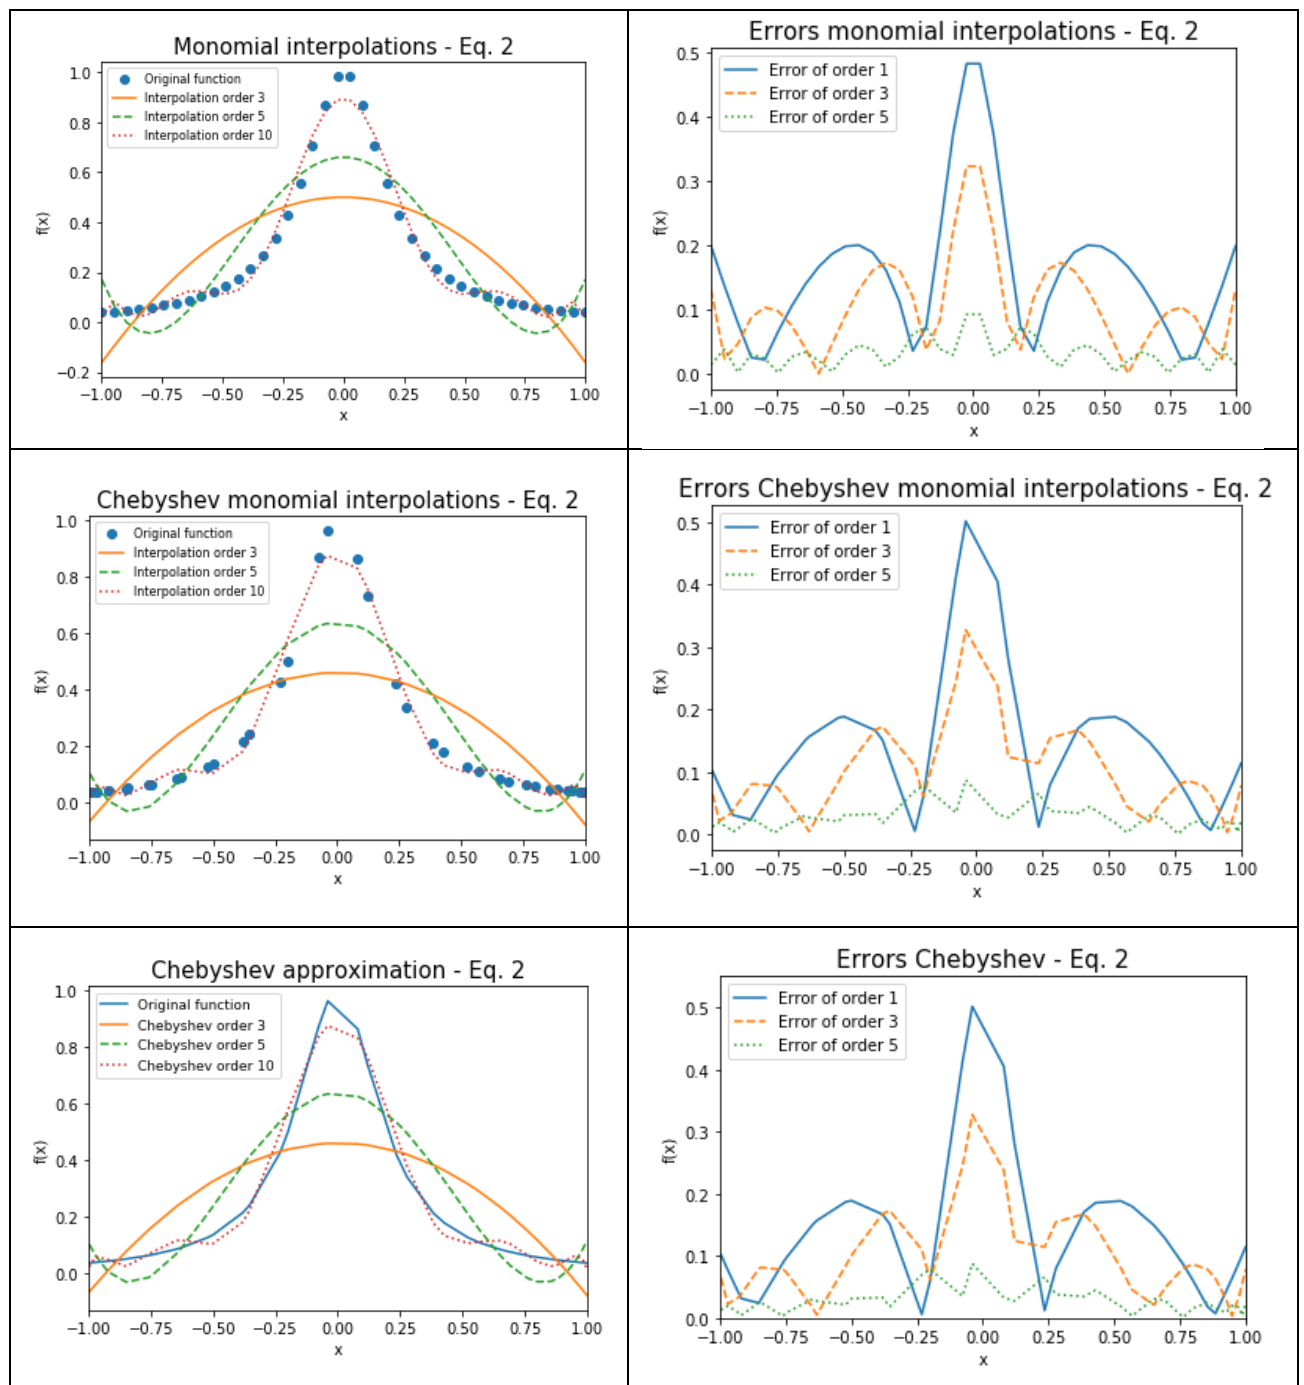 Monomial interpolations - Eq. 2
Original function
Interpolation order 3
Interpolation order 5
Interpolation order 10
f(x)
1.0
0.8
0.6
0.4
0.2
0.0
−0.2
−1.00 −0.75 −0.50 −0.25 0.00 0.25 0.50 0.75 1.00
x
Errors monomial interpolations - Eq. 2
Error of order 1
Error of order 3
Error of order 5
f(x)
0.5
0.4
0.3
0.2
0.1
0.0
−1.00 −0.75 −0.50 −0.25 0.00 0.25 0.50 0.75 1.00
x
Chebyshev monomial interpolations - Eq. 2
Original function
Interpolation order 3
Interpolation order 5
Interpolation order 10
f(x)
1.0
0.8
0.6
0.4
0.2
0.0
−1.00 −0.75 −0.50 −0.25 0.00 0.25 0.50 0.75 1.00
x
Errors Chebyshev monomial interpolations - Eq. 2
Error of order 1
Error of order 3
Error of order 5
f(x)
0.5
0.4
0.3
0.2
0.1
0.0
−1.00 −0.75 −0.50 −0.25 0.00 0.25 0.50 0.75 1.00
x
Chebyshev approximation - Eq. 2
Original function
Chebyshev order 3
Chebyshev order 5
Chebyshev order 10
f(x)
1.0
0.8
0.6
0.4
0.2
0.0
−1.00 −0.75 −0.50 −0.25 0.00 0.25 0.50 0.75 1.00
x
Errors Chebyshev - Eq. 2
Error of order 1
Error of order 3
Error of order 5
f(x)
0.5
0.4
0.3
0.2
0.1
0.0
−1.00 −0.75 −0.50 −0.25 0.00 0.25 0.50 0.75 1.00
x